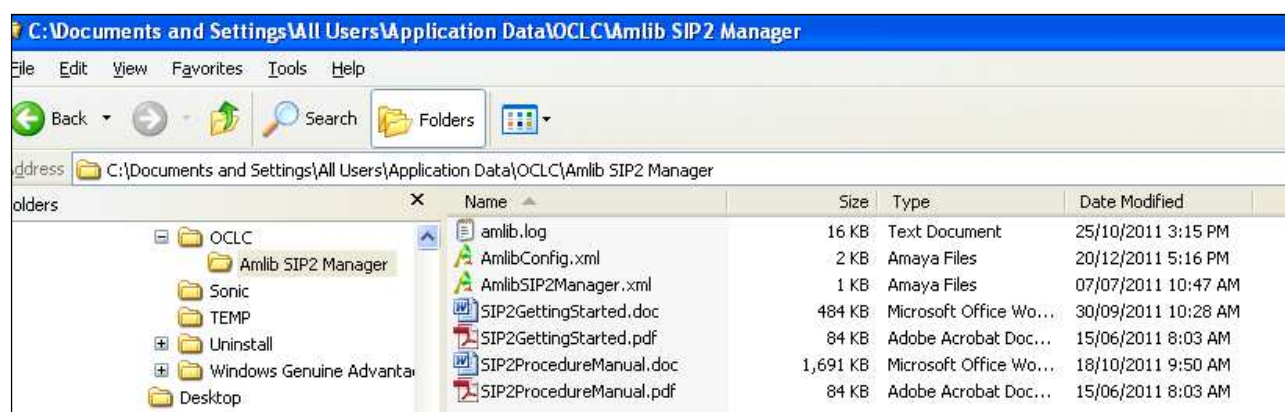 C:\Documents and Settings\All Users\Application Data\OCLC\Amlib SIP2 Manager
File Edit View Favorites Tools Help
Back Search Folders
ddress C:\Documents and Settings\All Users\Application Data\OCLC\Amlib SIP2 Manager
olders X Name Size Type Date Modified
OCLC
Amlib SIP2 Manager
Sonic
TEMP
Uninstall
Windows Genuine Advanta
Desktop
amlib.log 16 KB Text Document 25/10/2011 3:15 PM
AmlibConfig.xml 2 KB Amaya Files 20/12/2011 5:16 PM
AmlibSIP2Manager.xml 1 KB Amaya Files 07/07/2011 10:47 AM
SIP2GettingStarted.doc 484 KB Microsoft Office Wo... 30/09/2011 10:28 AM
SIP2GettingStarted.pdf 84 KB Adobe Acrobat Doc... 15/06/2011 8:03 AM
SIP2ProcedureManual.doc 1,691 KB Microsoft Office Wo... 18/10/2011 9:50 AM
SIP2ProcedureManual.pdf 84 KB Adobe Acrobat Doc... 15/06/2011 8:03 AM